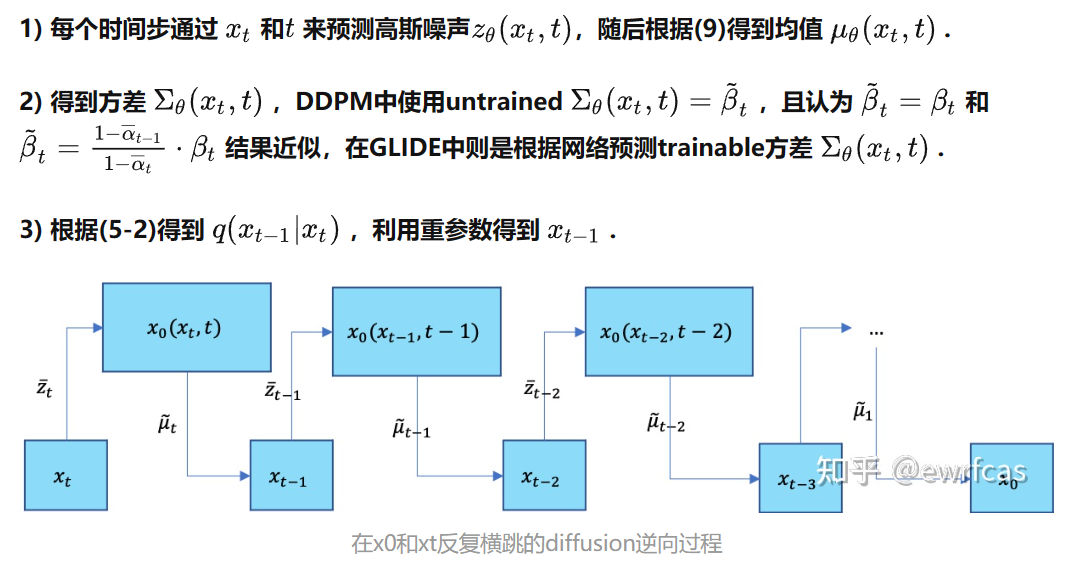 1) 每个时间步通过 $x_t$ 和$t$ 来预测高斯噪声$z_\theta(x_t, t)$，随后根据(9)得到均值 $\mu_\theta(x_t, t)$ .
2) 得到方差 $\Sigma_\theta(x_t, t)$ ，DDPM中使用untrained $\Sigma_\theta(x_t, t) = \tilde{\beta}_t$ ，且认为 $\tilde{\beta}_t = \beta_t$ 和
$\tilde{\beta}_t = \frac{1-\overline{\alpha}_{t-1}}{1-\overline{\alpha}_t} \cdot \beta_t$ 结果近似，在GLIDE中则是根据网络预测trainable方差 $\Sigma_\theta(x_t, t)$ .
3) 根据(5-2)得到 $q(x_{t-1}|x_t)$ ，利用重参数得到 $x_{t-1}$ .
$x_0(x_t, t)$
$x_0(x_{t-1}, t-1)$
$x_0(x_{t-2}, t-2)$
...
$\bar{z}_t$
$\bar{z}_{t-1}$
$\bar{z}_{t-2}$
$\tilde{\mu}_t$
$\tilde{\mu}_{t-1}$
$\tilde{\mu}_{t-2}$
$\tilde{\mu}_1$
$x_t$
$x_{t-1}$
$x_{t-2}$
$x_{t-3}$
$x_0$
知乎 @ewrfcas
在x0和xt反复横跳的diffusion逆向过程